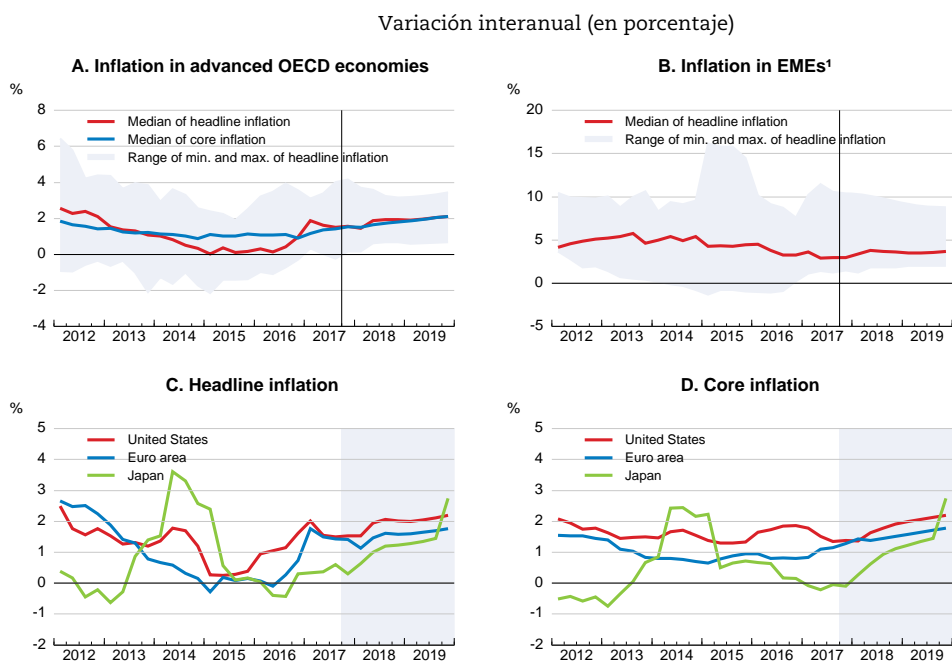 Variación interanual (en porcentaje)
A. Inflation in advanced OECD economies
%
8
6
4
2
0
-2
-4
Median of headline inflation
Median of core inflation
Range of min. and max. of headline inflation
2012 2013 2014 2015 2016 2017 2018 2019
B. Inflation in EMEs¹
%
20
15
10
5
0
-5
Median of headline inflation
Range of min. and max. of headline inflation
2012 2013 2014 2015 2016 2017 2018 2019
C. Headline inflation
%
5
4
3
2
1
0
-1
-2
United States
Euro area
Japan
2012 2013 2014 2015 2016 2017 2018 2019
D. Core inflation
%
5
4
3
2
1
0
-1
-2
United States
Euro area
Japan
2012 2013 2014 2015 2016 2017 2018 2019